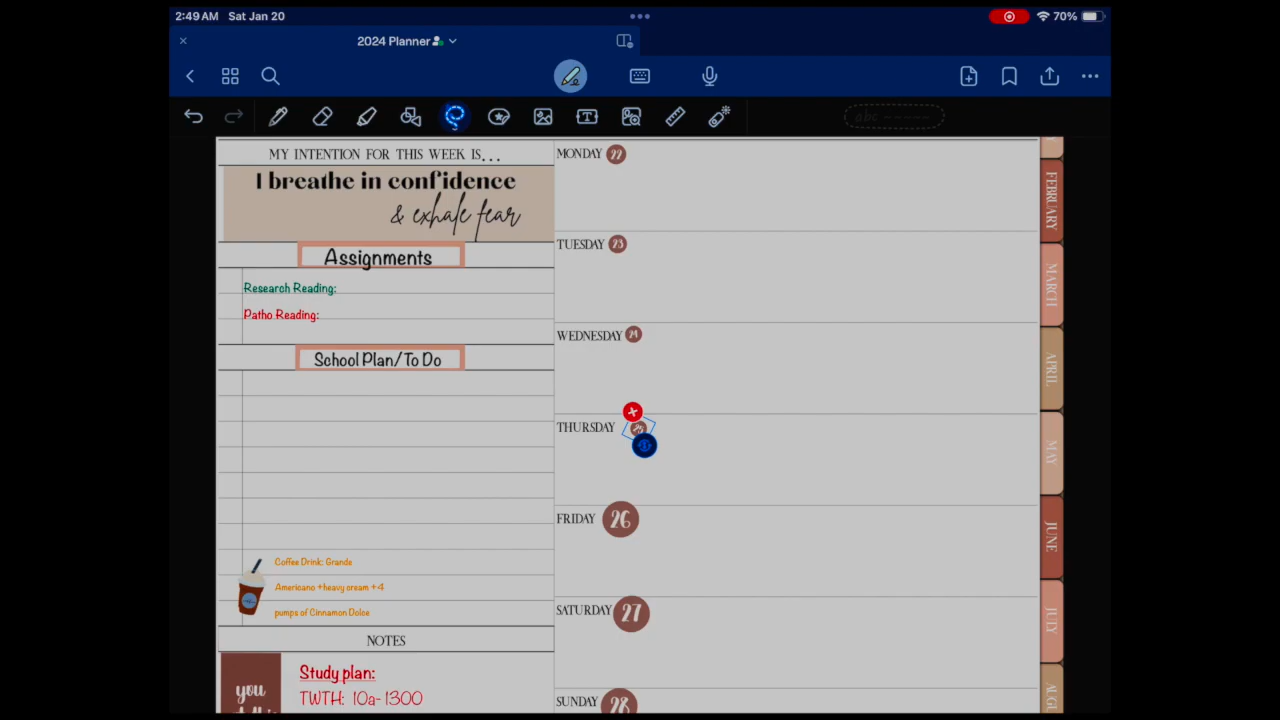 2:49 AM Sat Jan 20
70%
2024 Planner
abc
MY INTENTION FOR THIS WEEK IS...
I breathe in confidence
& exhale fear
Assignments
Research Reading:
Patho Reading:
School Plan/To Do
Coffee Drink: Grande
Americano +heavy cream +4
pumps of Cinnamon Dolce
NOTES
you
Study plan:
TWTH: 10a-1300
MONDAY 22
TUESDAY 23
WEDNESDAY 24
THURSDAY 25
FRIDAY 26
SATURDAY 27
SUNDAY 28
FEBRUARY
MARCH
APRIL
MAY
JUNE
JULY